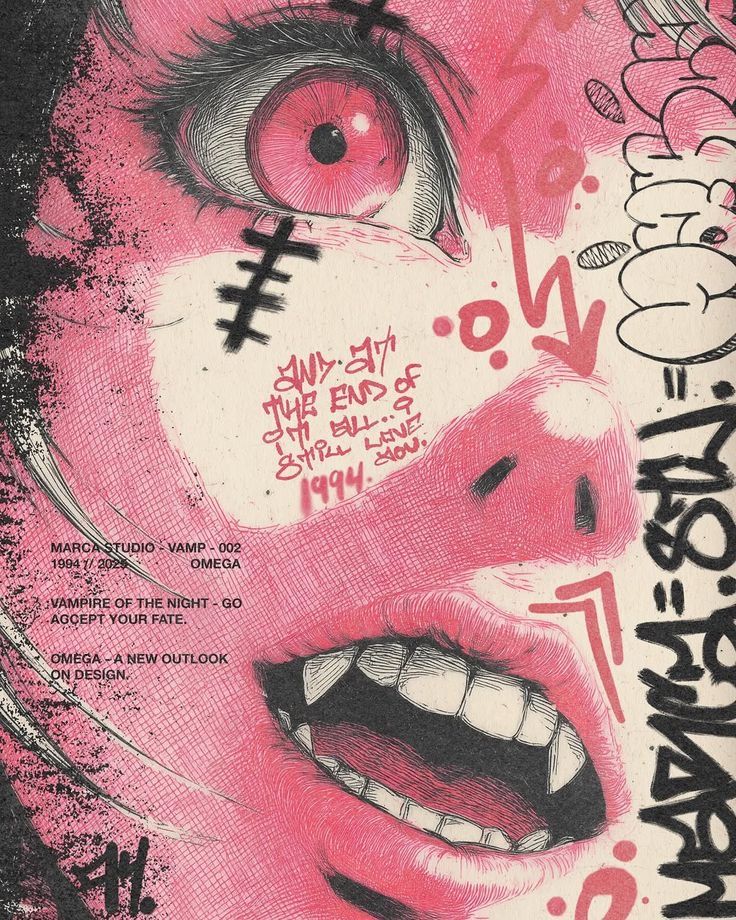 AND AT
THE END OF
IT ALL.. I
STILL LOVE
YOU.
1994.
MARCA STUDIO - VAMP - 002
1994 // 2025 OMEGA
VAMPIRE OF THE NIGHT - GO
ACCEPT YOUR FATE.
OMEGA - A NEW OUTLOOK
ON DESIGN.